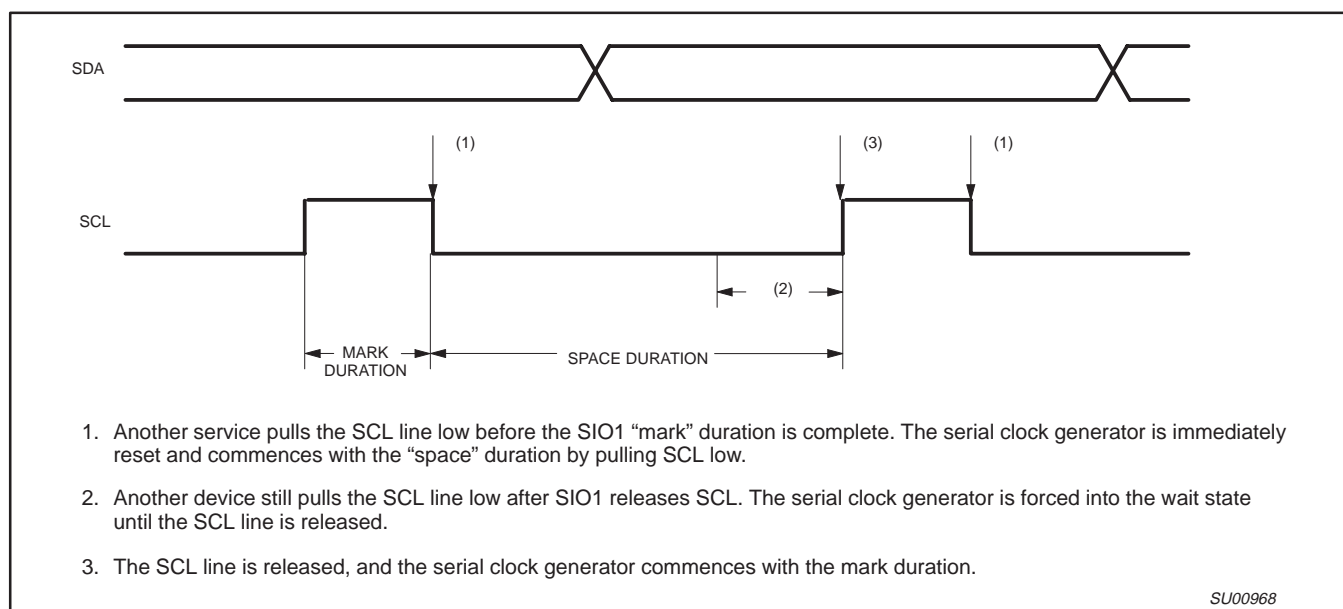 SDA
(1)
(3)
(1)
SCL
(2)
MARK
DURATION
SPACE DURATION
1. Another service pulls the SCL line low before the SIO1 “mark” duration is complete. The serial clock generator is immediately
reset and commences with the “space” duration by pulling SCL low.
2. Another device still pulls the SCL line low after SIO1 releases SCL. The serial clock generator is forced into the wait state
until the SCL line is released.
3. The SCL line is released, and the serial clock generator commences with the mark duration.
SU00968